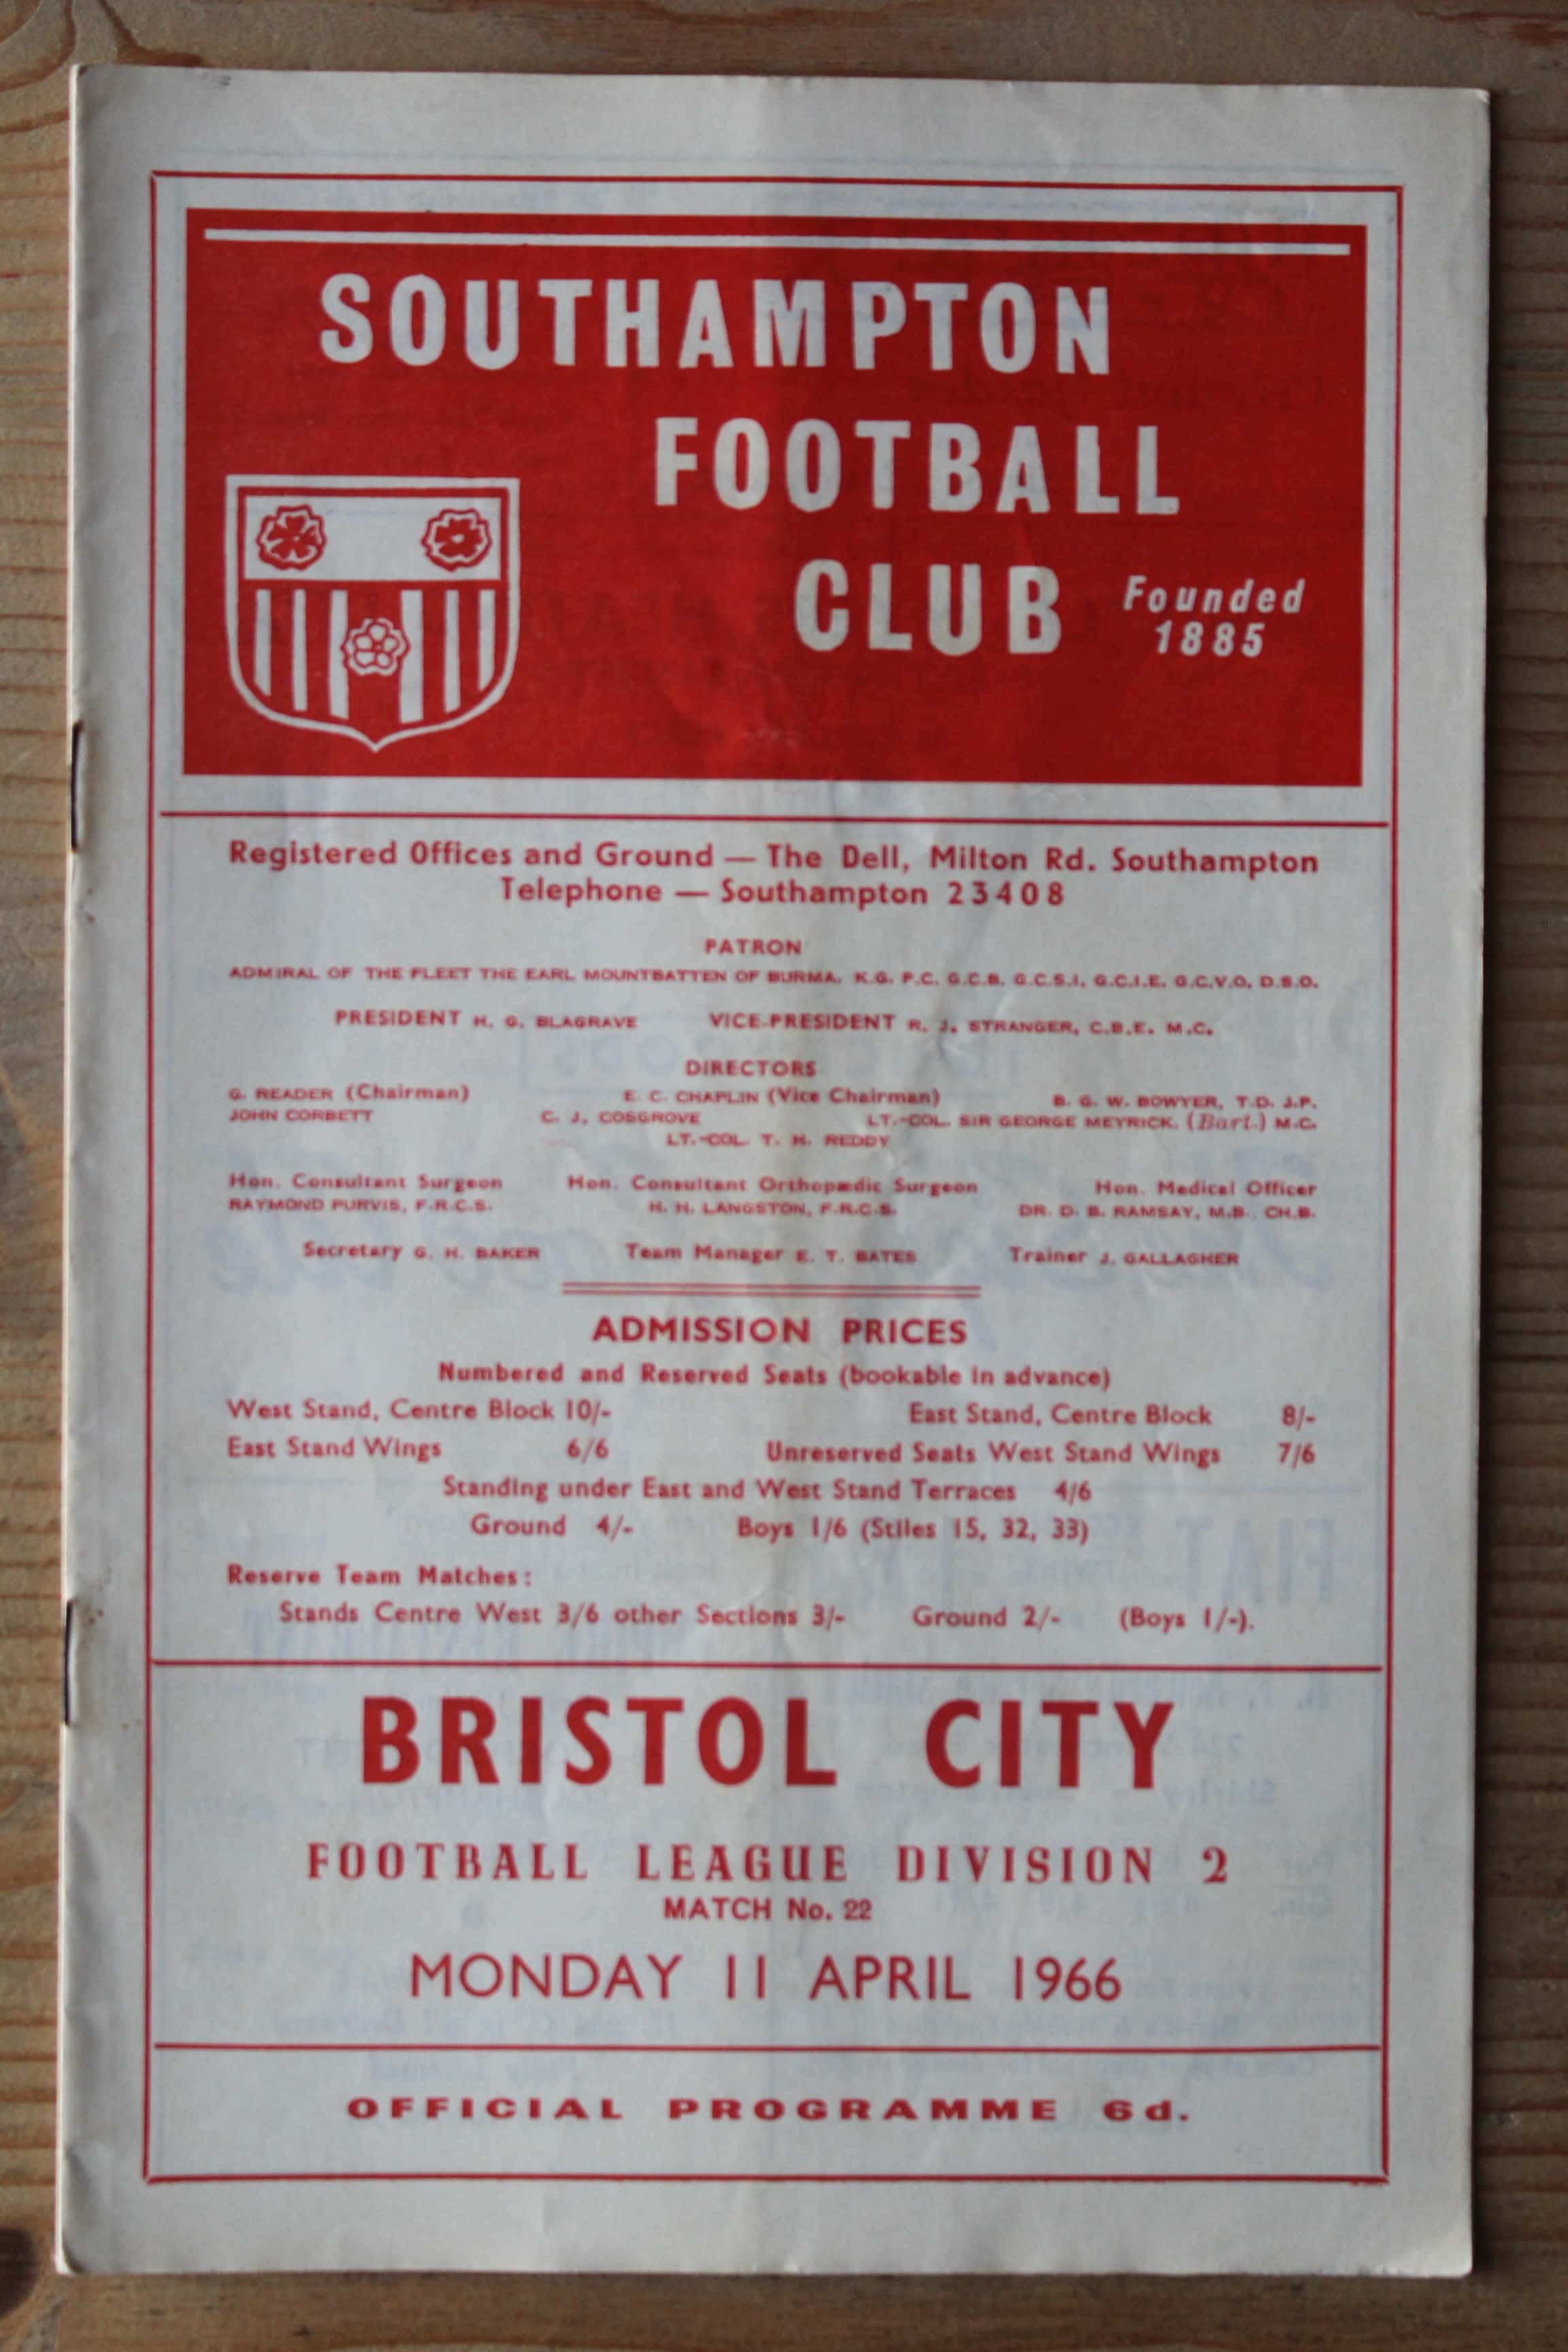 SOUTHAMPTON
FOOTBALL
CLUB Founded
1885
Registered Offices and Ground — The Dell, Milton Rd. Southampton
Telephone — Southampton 23408
PATRON
ADMIRAL OF THE FLEET THE EARL MOUNTBATTEN OF BURMA, K.G. P.C. G.C.B. G.C.S.I. G.C.I.E. G.C.V.O. D.S.O.
PRESIDENT H. G. BLAGRAVE VICE-PRESIDENT R. J. STRANGER, C.B.E. M.C.
DIRECTORS
G. READER (Chairman) E. C. CHAPLIN (Vice Chairman) B. G. W. BOWYER, T.D. J.P.
JOHN CORBETT C. J. COSGROVE LT.-COL. SIR GEORGE MEYRICK, (Bart.) M.C.
LT.-COL. T. H. REDDY
Hon. Consultant Surgeon Hon. Consultant Orthopædic Surgeon Hon. Medical Officer
RAYMOND PURVIS, F.R.C.S. H. H. LANGSTON, F.R.C.S. DR. D. B. RAMSAY, M.B., CH.B.
Secretary G. H. BAKER Team Manager E. T. BATES Trainer J. GALLAGHER
ADMISSION PRICES
Numbered and Reserved Seats (bookable in advance)
West Stand, Centre Block 10/- East Stand, Centre Block 8/-
East Stand Wings 6/6 Unreserved Seats West Stand Wings 7/6
Standing under East and West Stand Terraces 4/6
Ground 4/- Boys 1/6 (Stiles 15, 32, 33)
Reserve Team Matches:
Stands Centre West 3/6 other Sections 3/- Ground 2/- (Boys 1/-).
BRISTOL CITY
FOOTBALL LEAGUE DIVISION 2
MATCH No. 22
MONDAY 11 APRIL 1966
OFFICIAL PROGRAMME 6d.